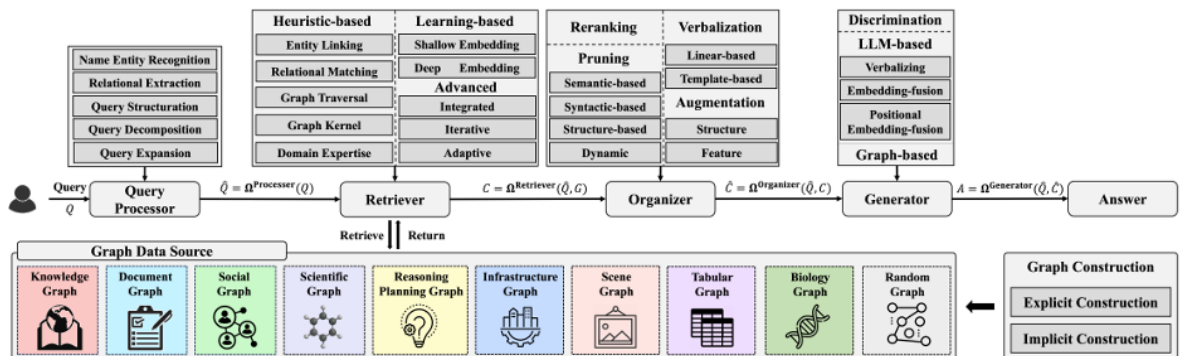 Name Entity Recognition
Relational Extraction
Query Structuration
Query Decomposition
Query Expansion
Heuristic-based
Entity Linking
Relational Matching
Graph Traversal
Graph Kernel
Domain Expertise
Learning-based
Shallow Embedding
Deep Embedding
Advanced
Integrated
Iterative
Adaptive
Reranking
Pruning
Semantic-based
Syntactic-based
Structure-based
Dynamic
Verbalization
Linear-based
Template-based
Augmentation
Structure
Feature
Discrimination
LLM-based
Verbalizing
Embedding-fusion
Positional
Embedding-fusion
Graph-based
Query
Q
Query
Processor
Q̂ = Ω^Processer(Q)
Retriever
C = Ω^Retriever(Q̂, G)
Organizer
Ĉ = Ω^Organizer(Q̂, C)
Generator
A = Ω^Generator(Q̂, Ĉ)
Answer
Retrieve
Return
Graph Data Source
Knowledge
Graph
Document
Graph
Social
Graph
Scientific
Graph
Reasoning
Planning Graph
Infrastructure
Graph
Scene
Graph
Tabular
Graph
Biology
Graph
Random
Graph
Graph Construction
Explicit Construction
Implicit Construction